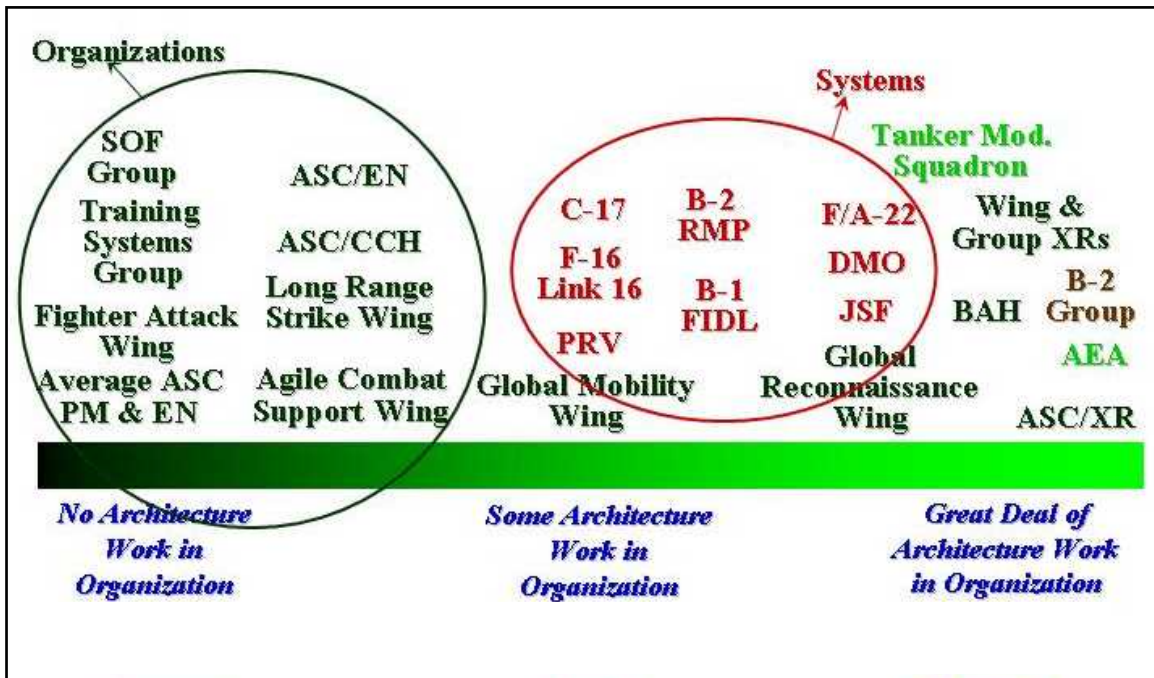 Organizations
SOF
Group
ASC/EN
Training
Systems
Group
ASC/CCH
Long Range
Strike Wing
Fighter Attack
Wing
Average ASC
PM & EN
Agile Combat
Support Wing
Systems
C-17
B-2
RMP
F/A-22
F-16
Link 16
B-1
FIDL
DMO
JSF
PRV
Global Mobility
Wing
Global
Reconnaissance
Wing
Tanker Mod.
Squadron
Wing &
Group XRs
BAH
B-2
Group
AEA
ASC/XR
No Architecture
Work in
Organization
Some Architecture
Work in
Organization
Great Deal of
Architecture Work
in Organization